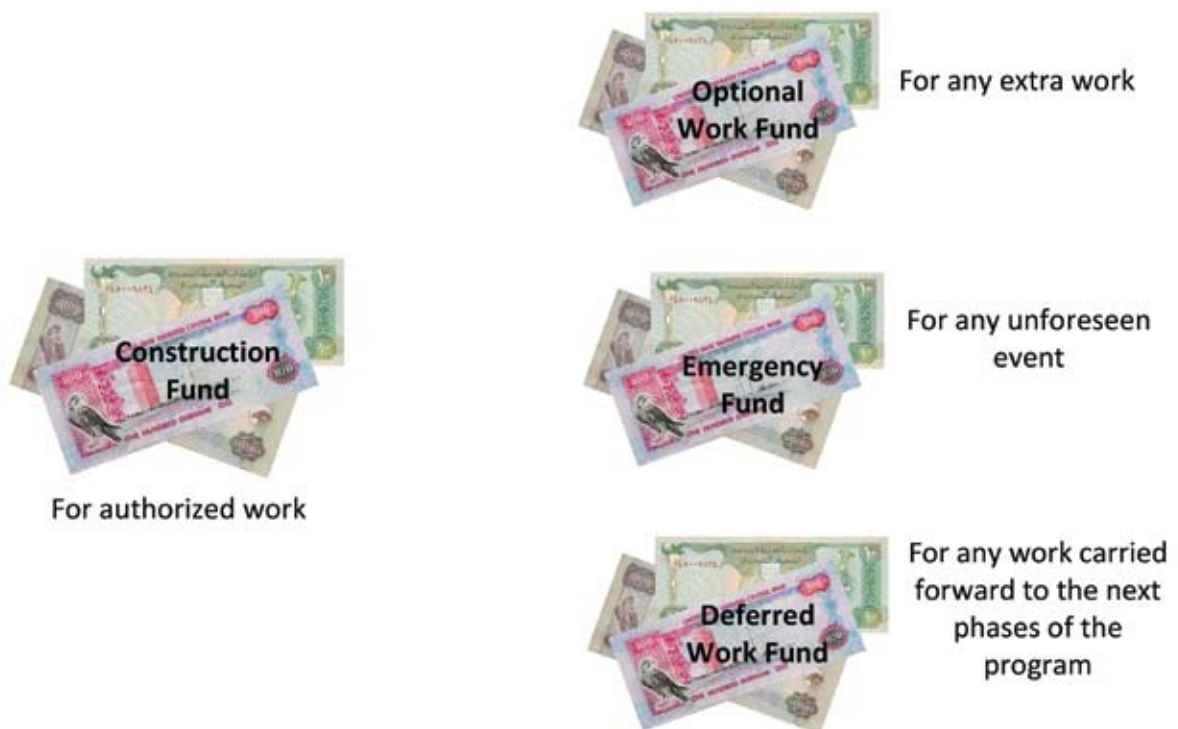 Optional
Work Fund
For any extra work
Construction
Fund
For authorized work
Emergency
Fund
For any unforeseen
event
Deferred
Work Fund
For any work carried
forward to the next
phases of the
program